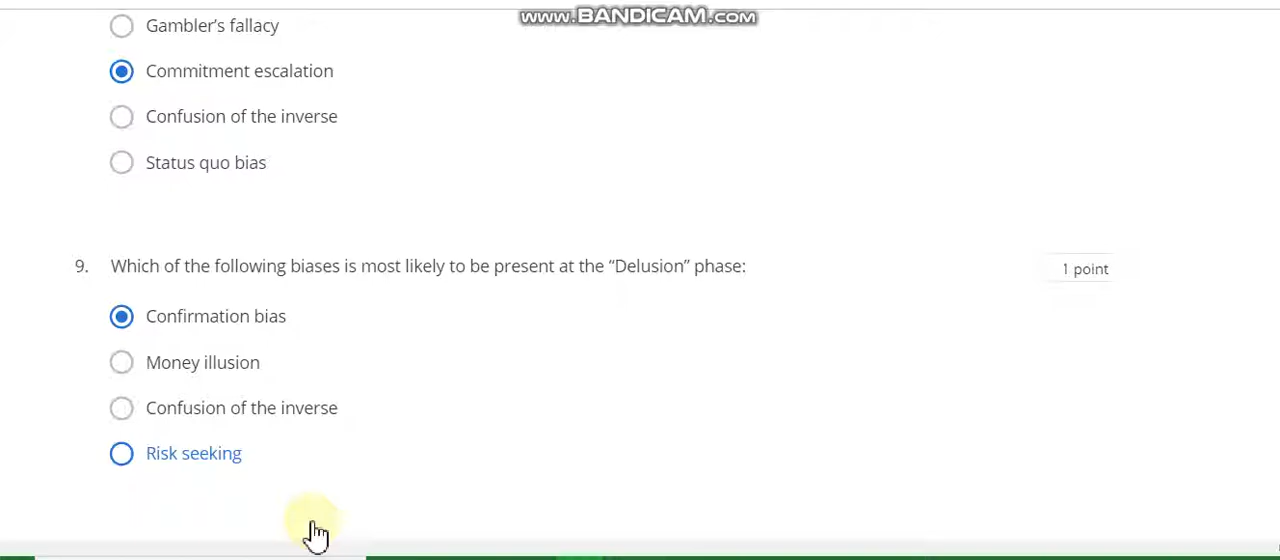 www.BANDICAM.com
Gambler's fallacy
Commitment escalation
Confusion of the inverse
Status quo bias
9. Which of the following biases is most likely to be present at the “Delusion” phase:
1 point
Confirmation bias
Money illusion
Confusion of the inverse
Risk seeking